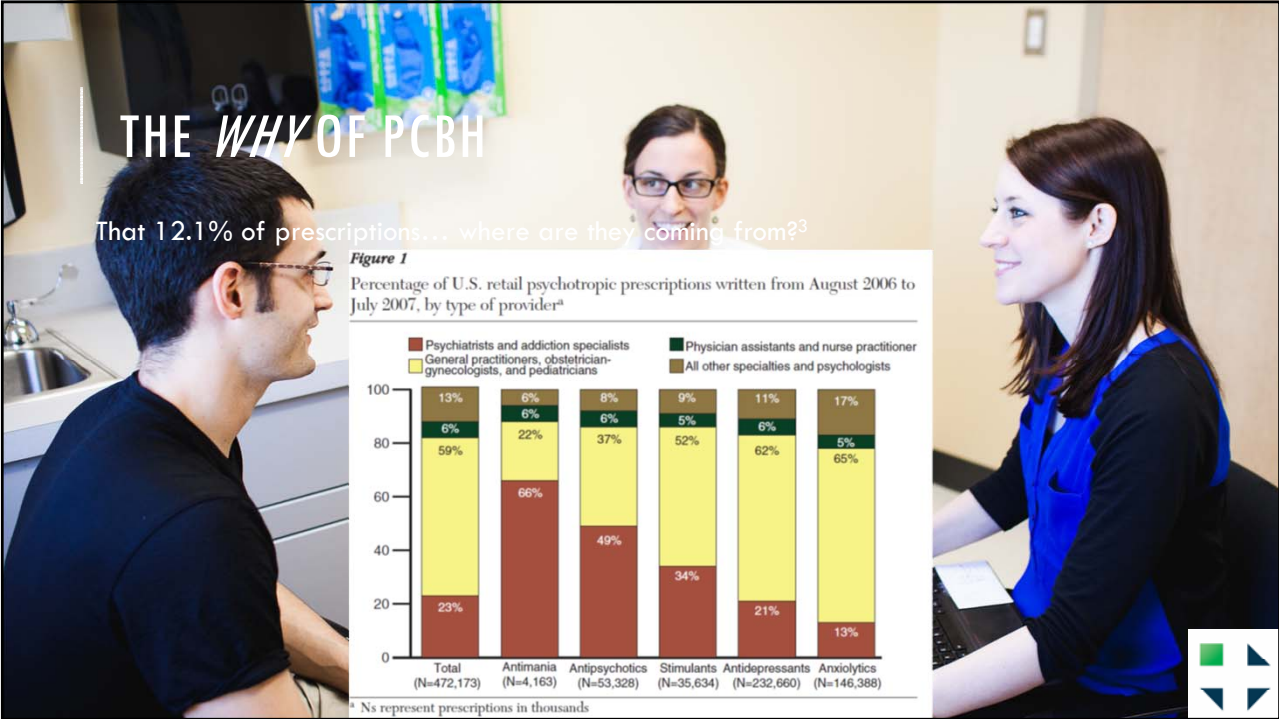 THE WHY OF PCBH
That 12.1% of prescriptions… where are they coming from?³
Figure 1
Percentage of U.S. retail psychotropic prescriptions written from August 2006 to
July 2007, by type of providerᵃ
Psychiatrists and addiction specialists
General practitioners, obstetrician-
gynecologists, and pediatricians
Physician assistants and nurse practitioner
All other specialties and psychologists
100
80
60
40
20
0
13%
6%
59%
23%
6%
6%
22%
66%
8%
6%
37%
49%
9%
5%
52%
34%
11%
6%
62%
21%
17%
5%
65%
13%
Total
(N=472,173)
Antimania
(N=4,163)
Antipsychotics
(N=53,328)
Stimulants
(N=35,634)
Antidepressants
(N=232,660)
Anxiolytics
(N=146,388)
ᵃ Ns represent prescriptions in thousands